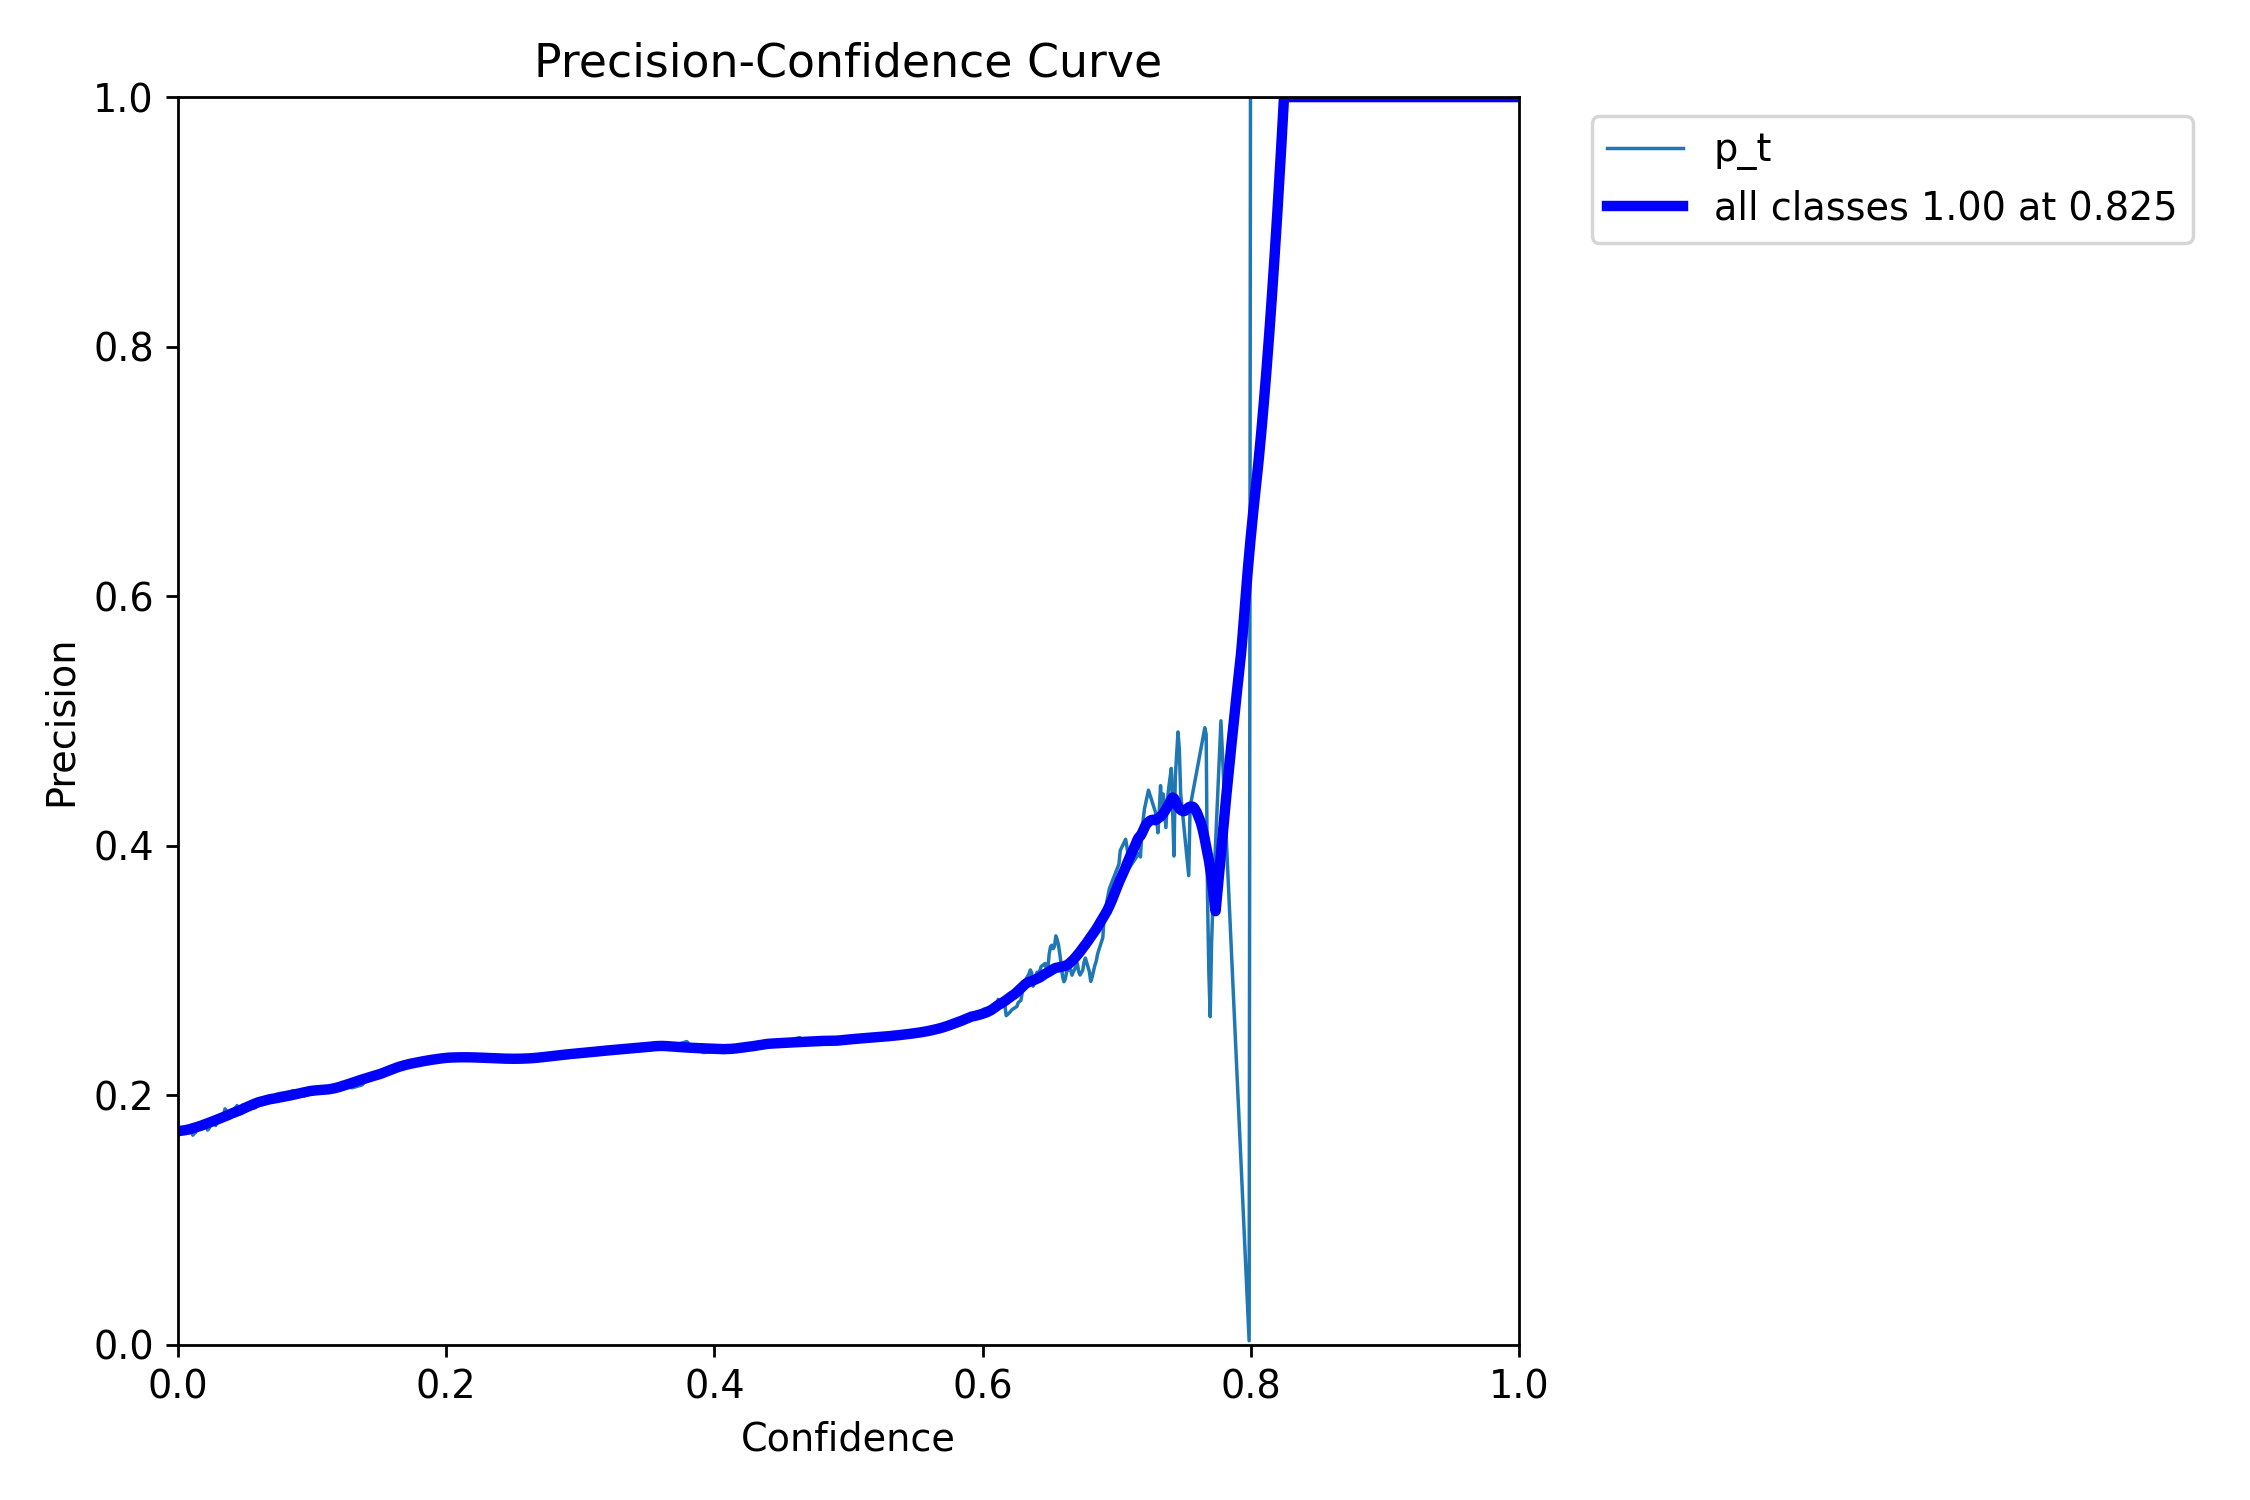 Precision-Confidence Curve
p_t
all classes 1.00 at 0.825
Precision
1.0
0.8
0.6
0.4
0.2
0.0
0.0 0.2 0.4 0.6 0.8 1.0
Confidence